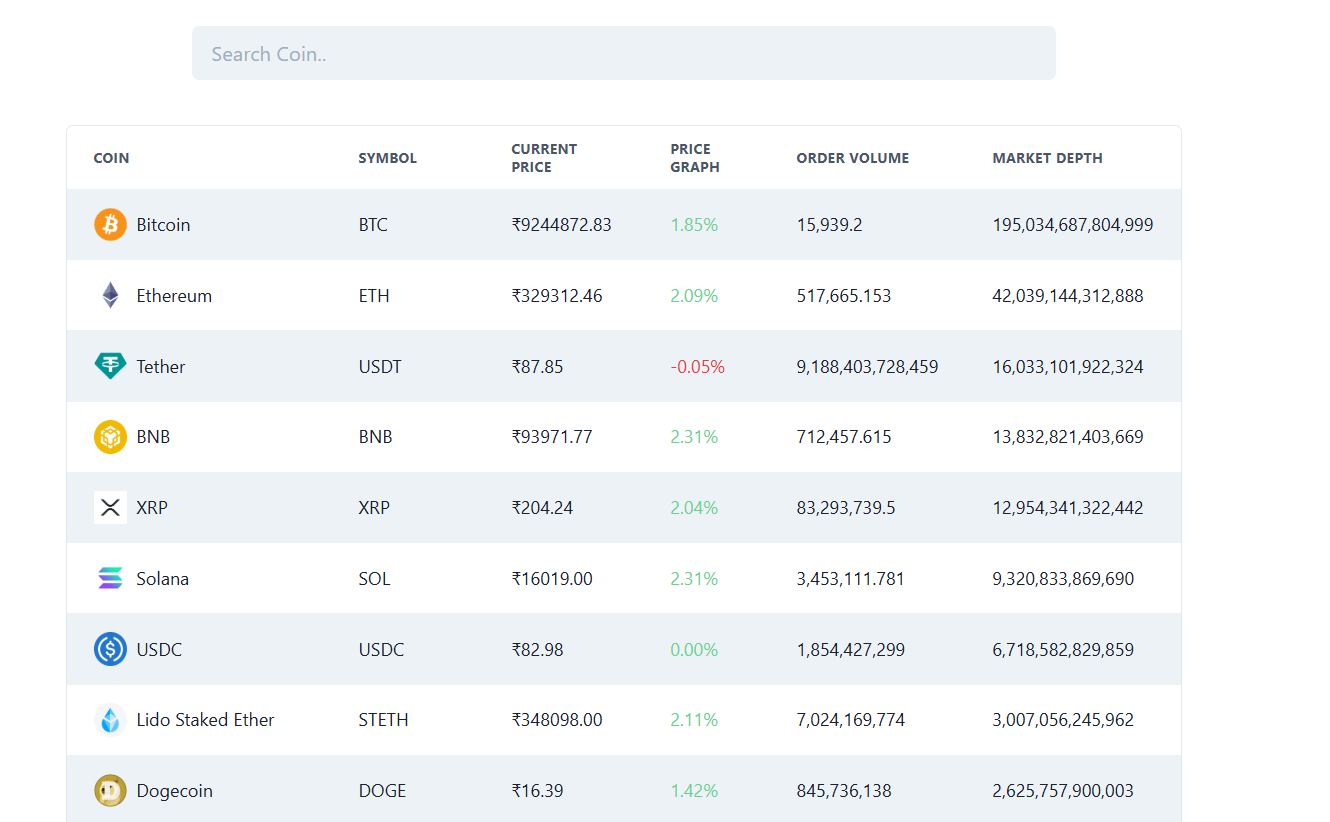 Search Coin..
COIN SYMBOL CURRENT PRICE PRICE GRAPH ORDER VOLUME MARKET DEPTH
Bitcoin BTC ₹9244872.83 1.85% 15,939.2 195,034,687,804,999
Ethereum ETH ₹329312.46 2.09% 517,665.153 42,039,144,312,888
Tether USDT ₹87.85 -0.05% 9,188,403,728,459 16,033,101,922,324
BNB BNB ₹93971.77 2.31% 712,457.615 13,832,821,403,669
XRP XRP ₹204.24 2.04% 83,293,739.5 12,954,341,322,442
Solana SOL ₹16019.00 2.31% 3,453,111.781 9,320,833,869,690
USDC USDC ₹82.98 0.00% 1,854,427,299 6,718,582,829,859
Lido Staked Ether STETH ₹348098.00 2.11% 7,024,169,774 3,007,056,245,962
Dogecoin DOGE ₹16.39 1.42% 845,736,138 2,625,757,900,003